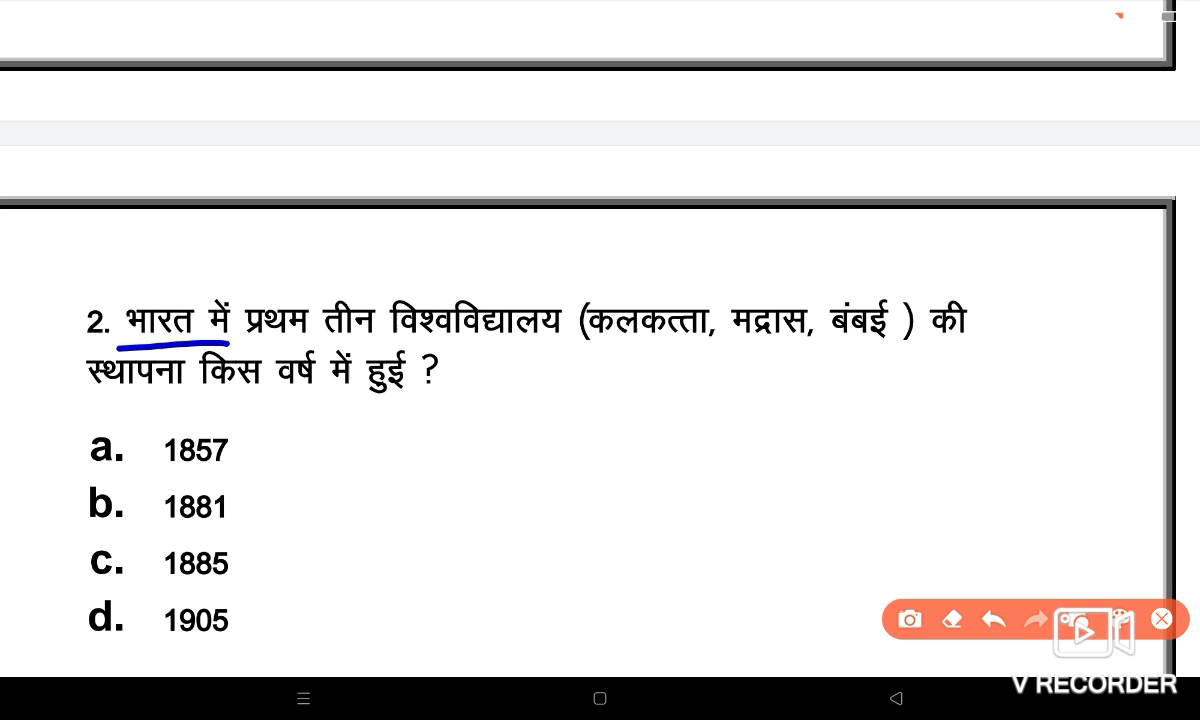 2. भारत में प्रथम तीन विश्वविद्यालय (कलकत्ता, मद्रास, बंबई ) की
स्थापना किस वर्ष में हुई ?
a. 1857
b. 1881
c. 1885
d. 1905
V RECORDER